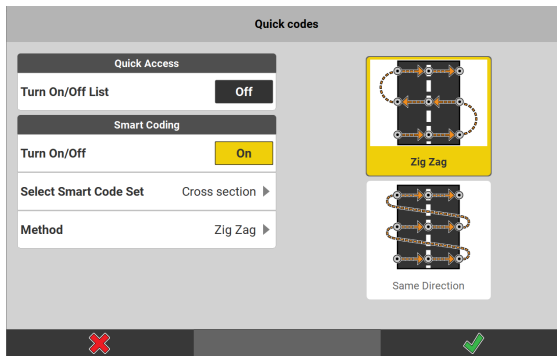 Quick codes
Quick Access
Turn On/Off List Off
Smart Coding
Turn On/Off On
Select Smart Code Set Cross section
Method Zig Zag
Zig Zag
Same Direction